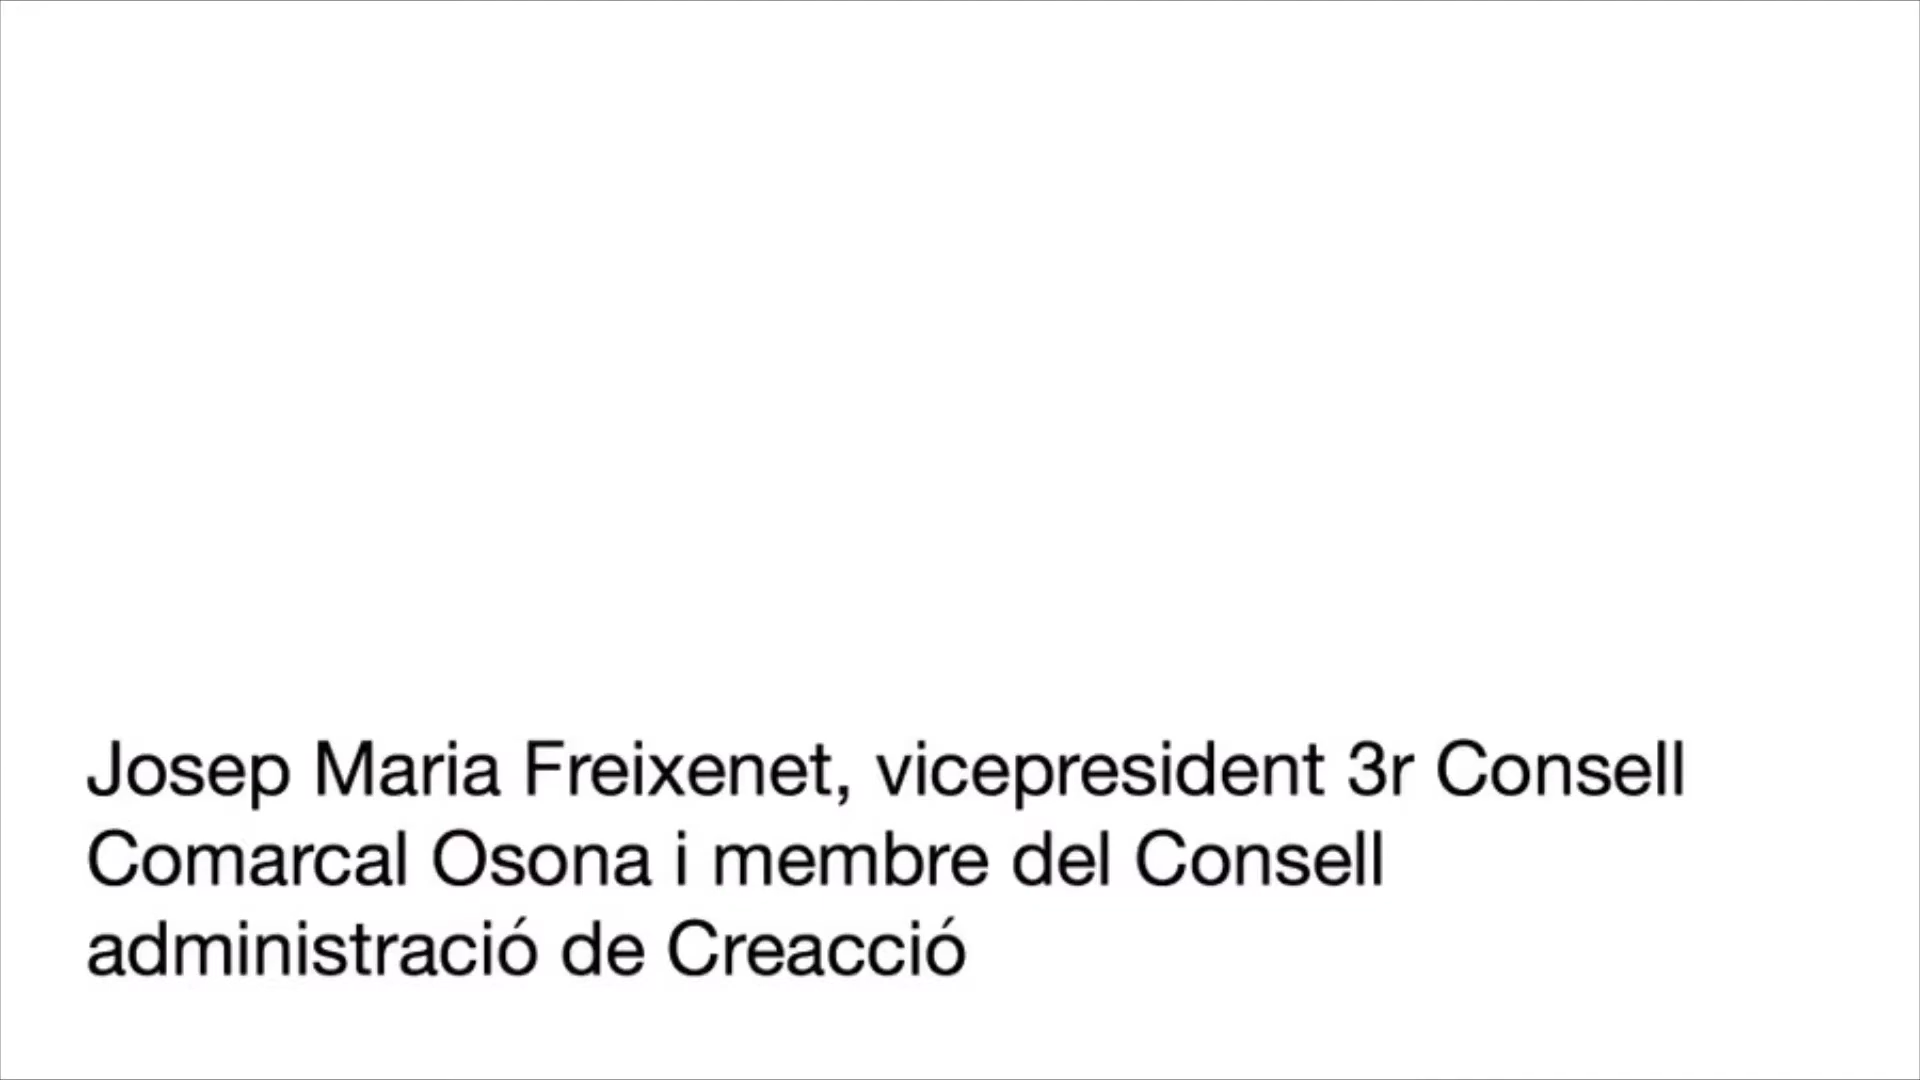 Josep Maria Freixenet, vicepresident 3r Consell
Comarcal Osona i membre del Consell
administració de Creacció